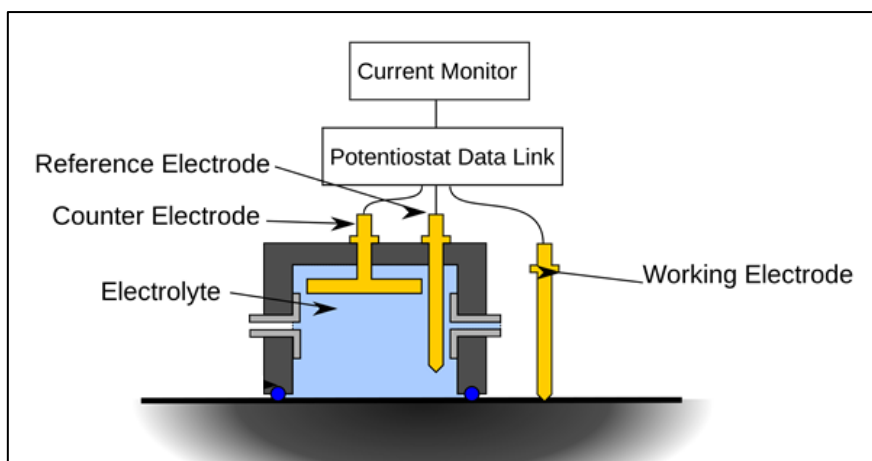 Current Monitor
Potentiostat Data Link
Reference Electrode
Counter Electrode
Electrolyte
Working Electrode